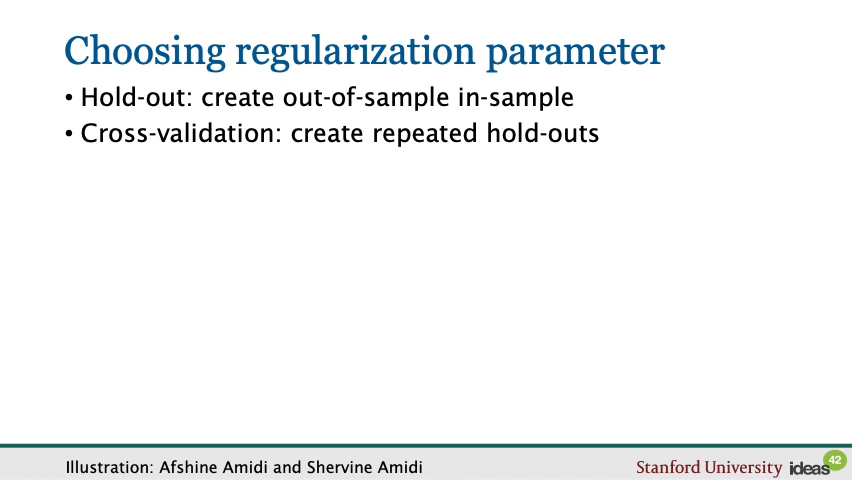 Choosing regularization parameter
• Hold-out: create out-of-sample in-sample
• Cross-validation: create repeated hold-outs
Illustration: Afshine Amidi and Shervine Amidi
Stanford University ideas 42